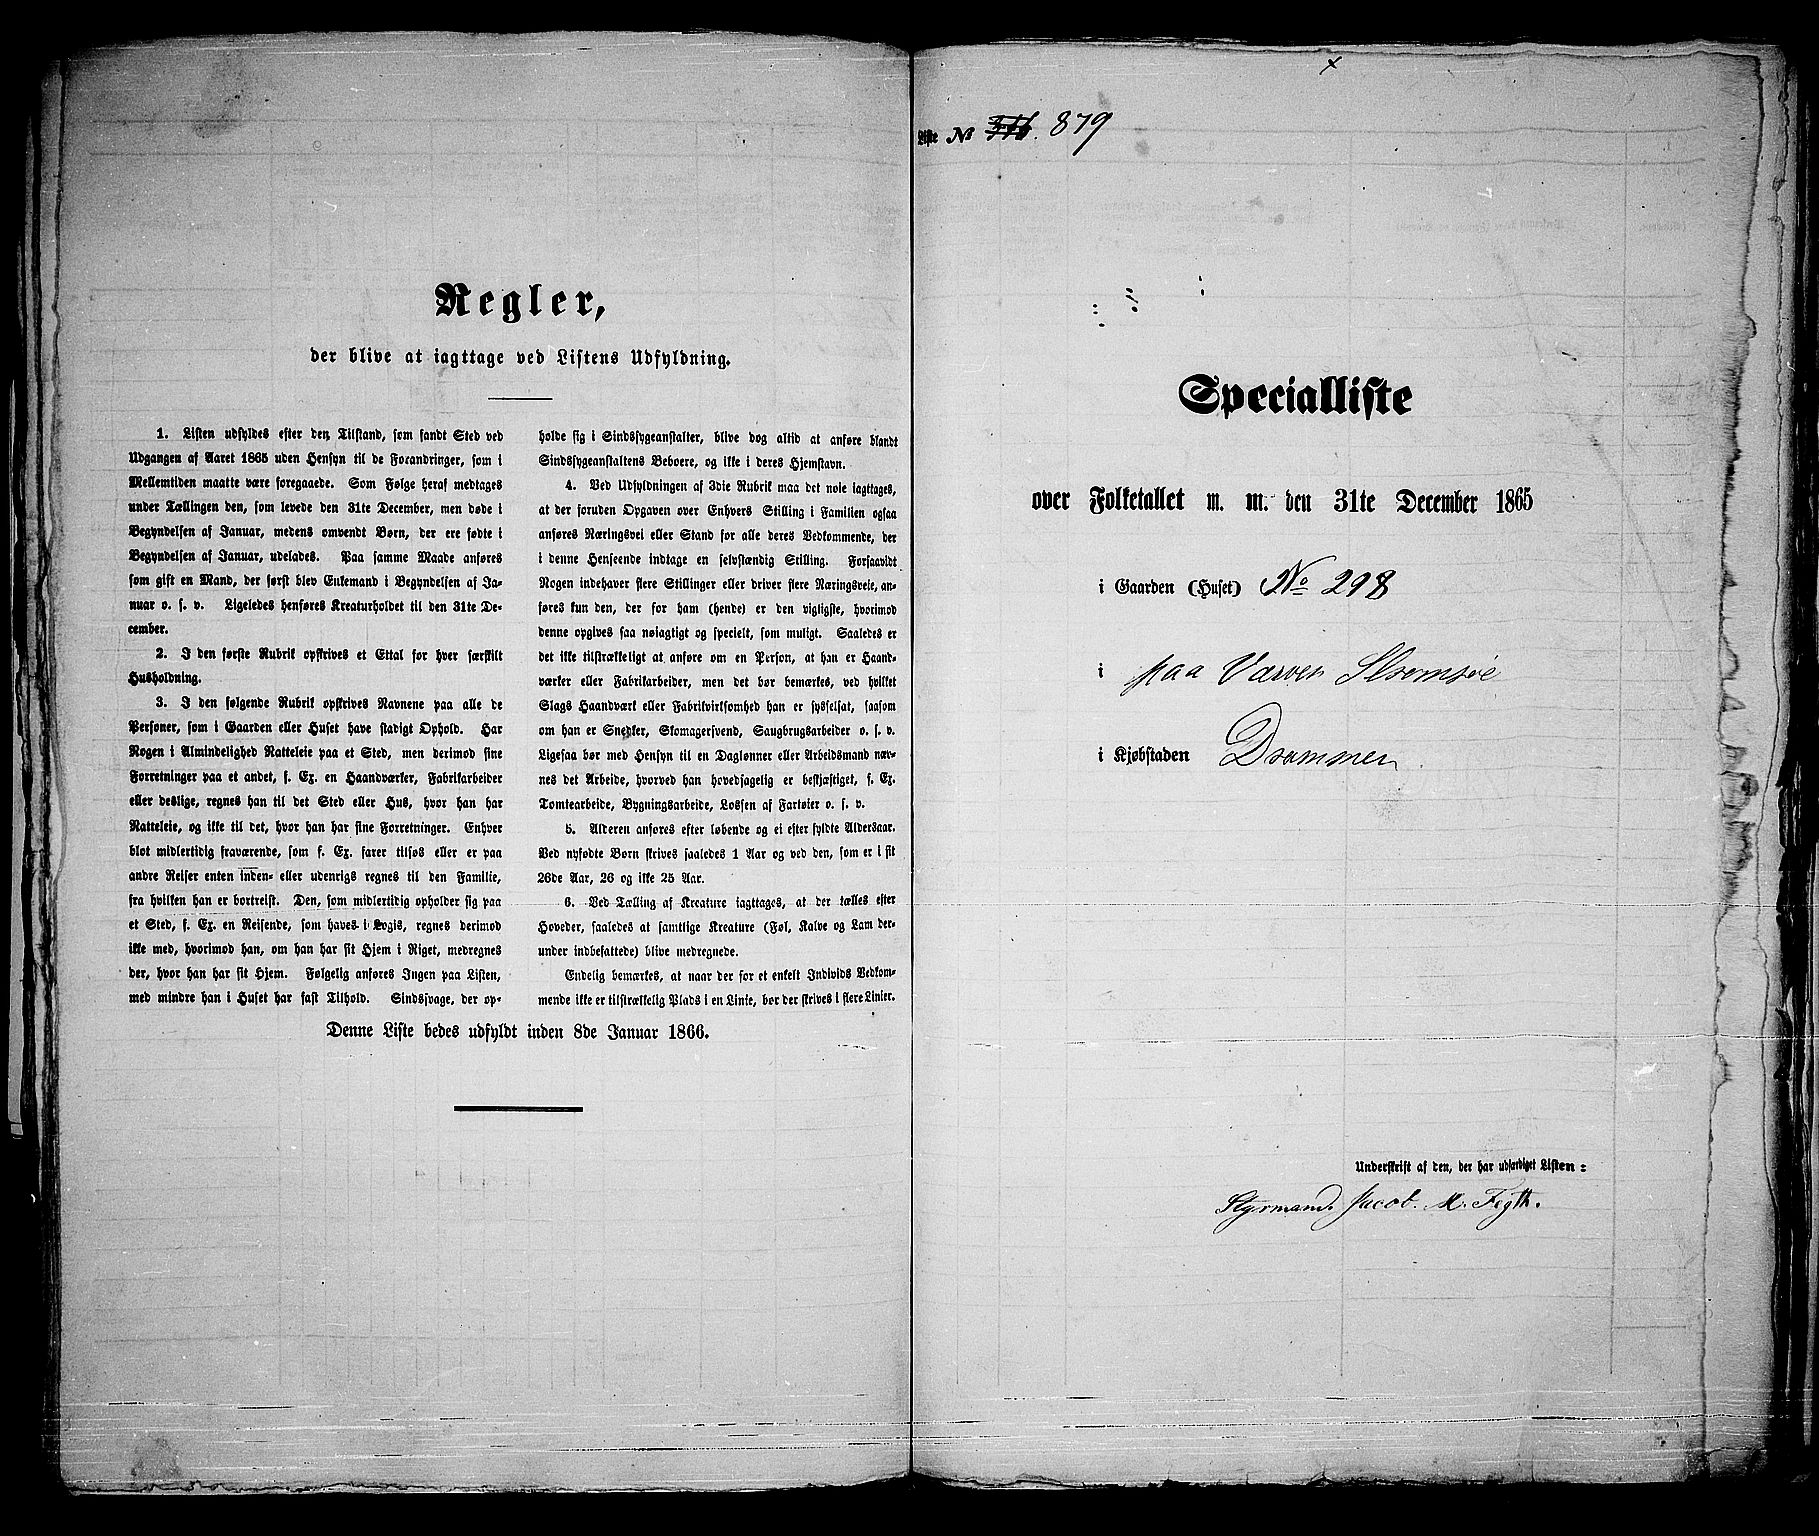 Regler,
der blive at iagttage ved Listens Udfyldning.
1. Listen udfyldes efter den Tilstand, som fandt Sted ved
Udgangen af Aaret 1865 uden Hensyn til de Forandringer, som i
Mellemtiden maatte være foregaaede. Som Følge heraf medtages
under Tællingen den, som levede den 31te December, men døde i
Begyndelsen af Januar, medens omvendt Børn, der ere fødte i
Begyndelsen af Januar, udelades. Paa samme Maade anføres
som gift en Mand, der først blev Enkemand i Begyndelsen af Ja-
nuar o. s. v. Ligeledes henføres Kreaturholdet til den 31te De-
cember.
2. I den første Rubrik opskrives et Ettal for hver særskilt
Husholdning.
3. I den følgende Rubrik opskrives Navnene paa alle de
Personer, som i Gaarden eller Huset have stadigt Ophold. Har
Nogen i Almindelighed Natteleie paa et Sted, men derimod sine
Forretninger paa et andet, f. Ex. en Haandværker, Fabrikarbeider
eller deslige, regnes han til det Sted eller Hus, hvor han har
Natteleie, og ikke til det, hvor han har sine Forretninger. Enhver
blot midlertidig fraværende, som f. Ex. farer tilsøs eller er paa
andre Reiser enten inden- eller udenrigs regnes til den Familie,
fra hvilken han er bortreist. Den, som midlertidig opholder sig paa
et Sted, f. Ex. en Reisende, som haves i Logis, regnes derimod
ikke med, hvorimod han, om han har sit Hjem i Riget, medregnes
der, hvor han har sit Hjem. Følgelig anføres Ingen paa Listen,
med mindre han i Huset har fast Tilhold. Sindssvage, der op-
holde sig i Sindssygeanstalter, blive dog altid at anføre blandt
Sindssygeanstaltens Beboere, og ikke i deres Hjemstavn.
4. Ved Udfyldningen af 3die Rubrik maa det nøie iagttages,
at der foruden Opgaven over Enhvers Stilling i Familien ogsaa
anføres Næringsvei eller Stand for alle deres Vedkommende, der
i denne Henseende indtage en selvstændig Stilling. Forsaavidt
Nogen indehaver flere Stillinger eller driver flere Næringsveie, an-
føres kun den, der for ham (hende) er den vigtigste, hvorimod
denne opgives saa nøiagtigt og specielt, som muligt. Saaledes er
det ikke tilstrækkeligt at anføre om en Person, at han er Haand-
værker eller Fabrikarbeider, men det bør bemærkes, ved hvilket
Slags Haandværk eller Fabrikvirksomhed han er sysselsat, saasom
om han er Snedker, Skomagersvend, Saugbrugsarbeider o. s. v.
Ligesaa bør med Hensyn til en Dagløner eller Arbeidsmand næv-
nes det Arbeide, hvorved han hovedsagelig er beskjæftiget, f. Ex.
Tomtearbeide, Bygningsarbeide, Lossen af Fartøier o. s. v.
5. Alderen anføres efter løbende og ei efter fyldte Aldersaar.
Ved nyfødte Børn skrives saaledes 1 Aar og ved den, som er i sit
26de Aar, 26 og ikke 25 Aar.
6. Ved Tælling af Kreature iagttages, at der tælles efter
Hoveder, saaledes at samtlige Kreature (Føl, Kalve og Lam der-
under indbefattede) blive medregnede.
Endelig bemærkes, at naar der for et enkelt Individs Vedkom-
mende ikke er tilstrækkelig Plads i en Linie, bør der skrives i flere Linier.
Denne Liste bedes udfyldt inden 8de Januar 1866.
x
Liste № 879
Specialliste
over Folketallet m. m. den 31te December 1865
i Gaarden (Huset) No 298
i paa Værven Strømsøe
i Kjøbstaden Drammen
Underskrift af den, der har udfærdiget Listen:
Styrmand. Jacob. M. Fegth.